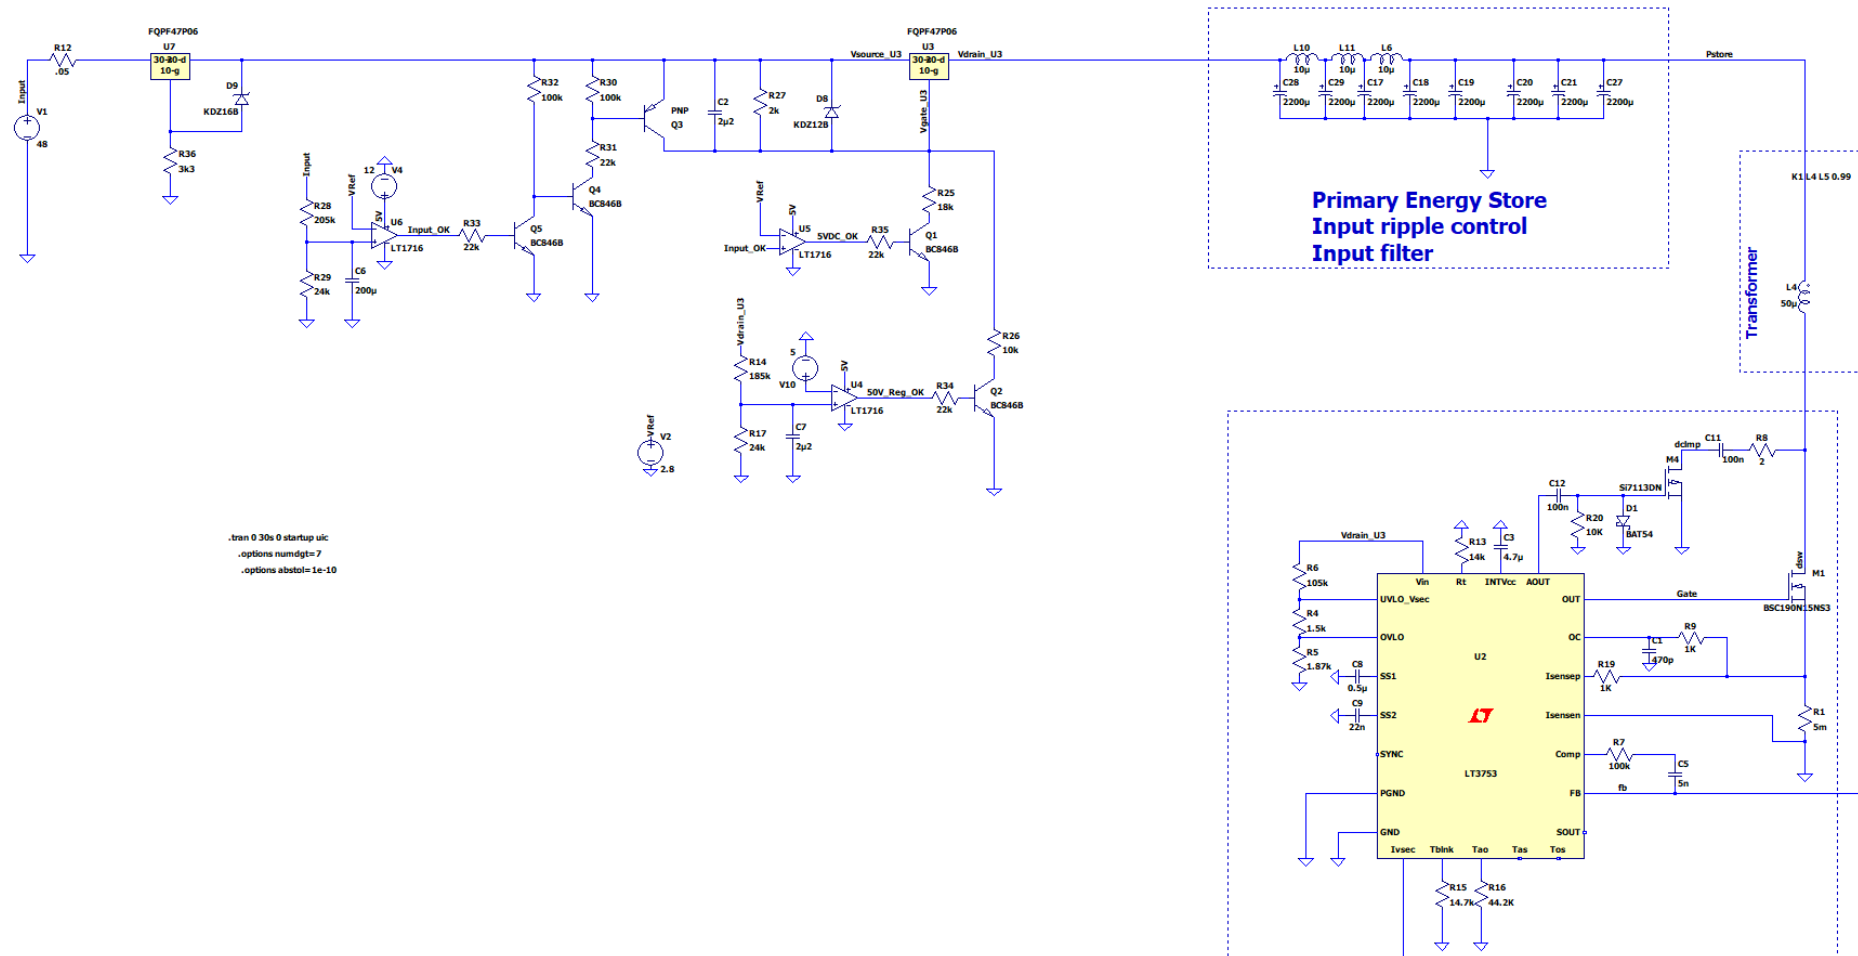 FQPF47P06
U7
30-s
30-d
10-g
R12
.05
Input
V1
48
D9
KDZ16B
R36
3k3
Input
R28
205k
R29
24k
C6
200µ
VRef
12
V4
5V
U6
LT1716
Input_OK
R33
22k
Q5
BC846B
R32
100k
R30
100k
R31
22k
Q4
BC846B
PNP
Q3
C2
2µ2
R27
2k
D8
KDZ12B
Vsource_U3
FQPF47P06
U3
10-g
Vdrain_U3
Vgate_U3
VRef
5V
U5
LT1716
Input_OK
5VDC_OK
R35
22k
Q1
BC846B
R25
18k
R26
10k
Vdrain_U3
R14
185k
R17
24k
C7
2µ2
5
V10
5V
U4
LT1716
50V_Reg_OK
R34
22k
Q2
BC846B
VRef
V2
2.8
.tran 0 30s 0 startup uic
.options numdgt=7
.options abstol=1e-10
L10
10µ
L11
10µ
L6
10µ
C28
2200µ
C29
2200µ
C17
2200µ
C18
2200µ
C19
2200µ
C20
2200µ
C21
2200µ
C27
2200µ
Pstore
Primary Energy Store
Input ripple control
Input filter
K1 L4 L5 0.99
L4
50µ
Transformer
dclmp
C11
100n
R8
2
M4
Si7113DN
C12
100n
R20
10K
D1
BAT54
dsw
M1
BSC190N15NS3
Gate
Vdrain_U3
R13
14k
C3
4.7µ
R6
105k
R4
1.5k
R5
1.87k
C8
0.5µ
C9
22n
Vin
Rt
INTVcc
AOUT
UVLO_Vsec
OVLO
SS1
SS2
SYNC
PGND
GND
OUT
OC
Isensep
Isensen
Comp
FB
SOUT
Ivsec
Tblnk
Tao
Tas
Tos
U2
LT
LT3753
C1
470p
R9
1K
R19
1K
R1
5m
R7
100k
C5
5n
fb
R15
14.7k
R16
44.2K